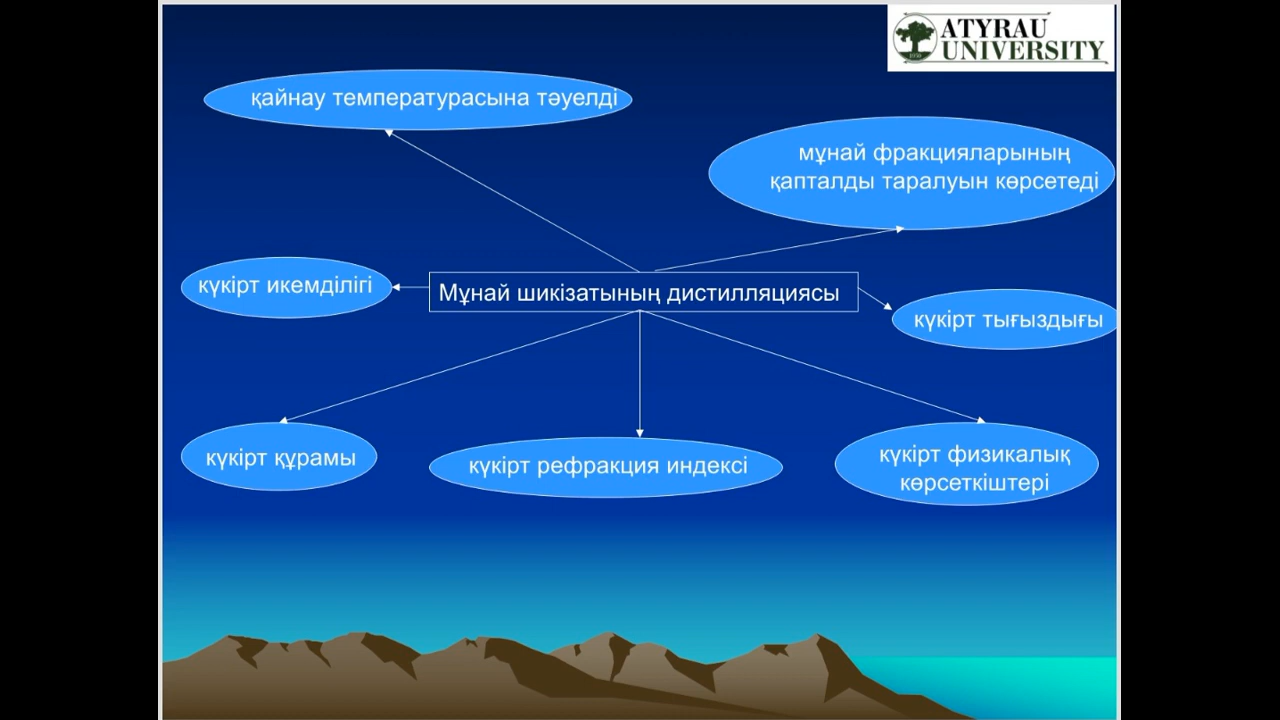 ATYRAU
UNIVERSITY
қайнау температурасына тәуелді
мұнай фракцияларының
қапталды таралуын көрсетеді
күкірт икемділігі
Мұнай шикізатының дистилляциясы
күкірт тығыздығы
күкірт құрамы
күкірт рефракция индексі
күкірт физикалық
көрсеткіштері